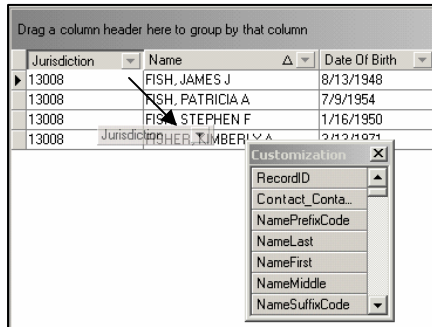 Drag a column header here to group by that column
Jurisdiction Name Date Of Birth
13008 FISH, JAMES J 8/13/1948
13008 FISH, PATRICIA A 7/9/1954
13008 FISH, STEPHEN F 1/16/1950
13008 FISHER, KIMBERLY A 3/13/1971
Jurisdiction
Customization
RecordID
Contact_Conta...
NamePrefixCode
NameLast
NameFirst
NameMiddle
NameSuffixCode